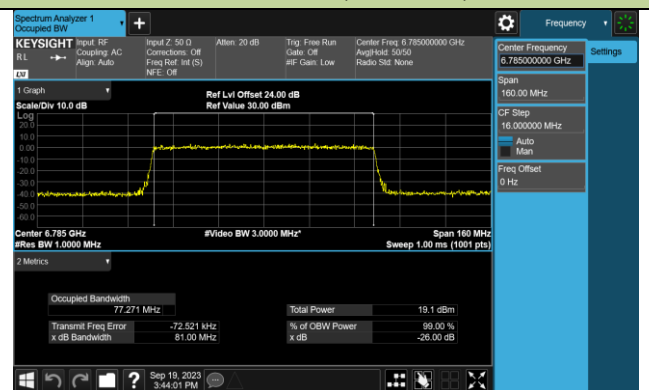 Spectrum Analyzer 1
Occupied BW
Frequency
KEYSIGHT
RL
Input: RF
Coupling: AC
Align: Auto
Input Z: 50 Ω
Corrections: Off
Freq Ref: Int (S)
NFE: Off
Atten: 20 dB
Trig: Free Run
Gate: Off
#IF Gain: Low
Center Freq: 6.785000000 GHz
Avg|Hold: 50/50
Radio Std: None
Center Frequency
6.785000000 GHz
Settings
Span
160.00 MHz
CF Step
16.000000 MHz
Auto
Man
Freq Offset
0 Hz
1 Graph
Scale/Div 10.0 dB
Ref Lvl Offset 24.00 dB
Ref Value 30.00 dBm
Log
20.0
10.0
0.00
-10.0
-20.0
-30.0
-40.0
-50.0
-60.0
Center 6.785 GHz
#Res BW 1.0000 MHz
#Video BW 3.0000 MHz*
Span 160 MHz
Sweep 1.00 ms (1001 pts)
2 Metrics
Occupied Bandwidth
77.271 MHz
Total Power 19.1 dBm
Transmit Freq Error -72.521 kHz
% of OBW Power 99.00 %
x dB Bandwidth 81.00 MHz
x dB -26.00 dB
Sep 19, 2023
3:44:01 PM